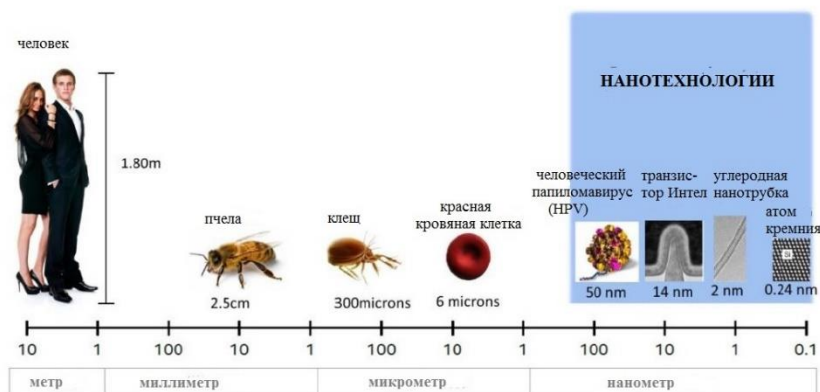 человек
НАНОТЕХНОЛОГИИ
1.80m
человеческий
папиломавирус
(HPV)
транзис-
тор Интел
углеродная
нанотрубка
пчела
клещ
красная
кровяная клетка
атом
кремния
Si
2.5cm
300microns
6 microns
50 nm
14 nm
2 nm
0.24 nm
10 1 100 10 1 100 10 1 100 10 1 0.1
метр миллиметр микрометр нанометр